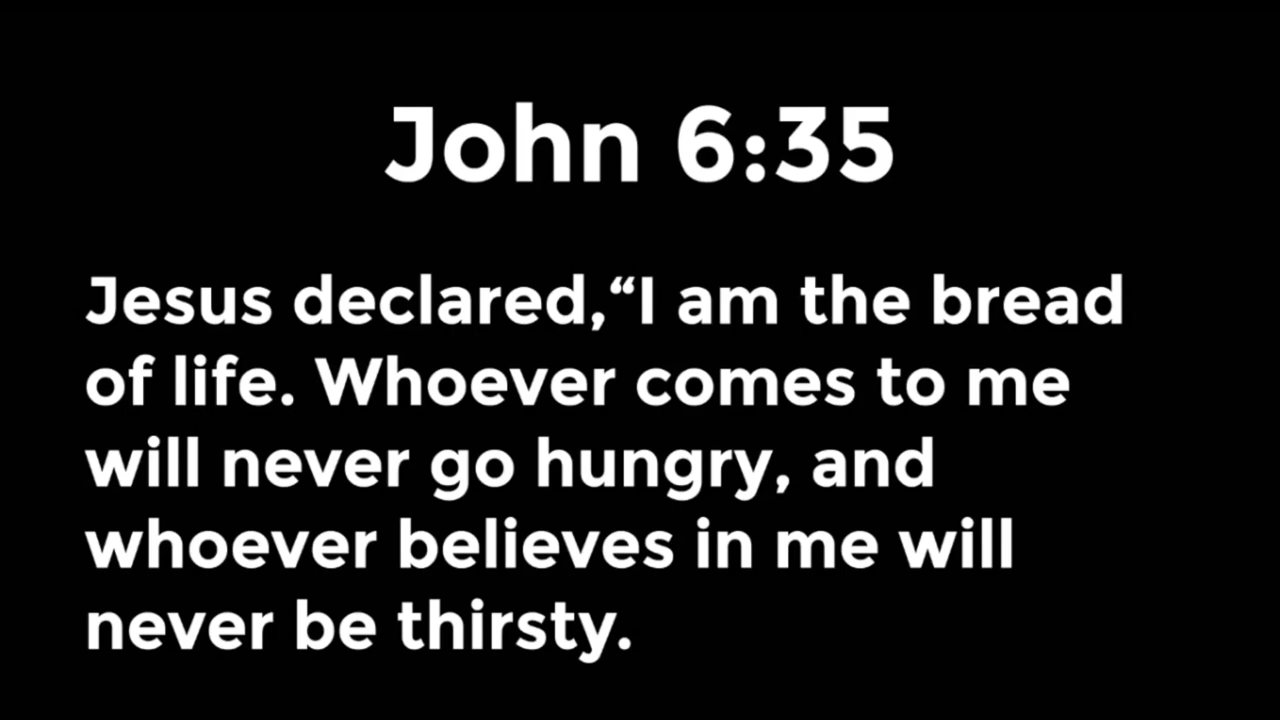 John 6:35
Jesus declared,“I am the bread
of life. Whoever comes to me
will never go hungry, and
whoever believes in me will
never be thirsty.